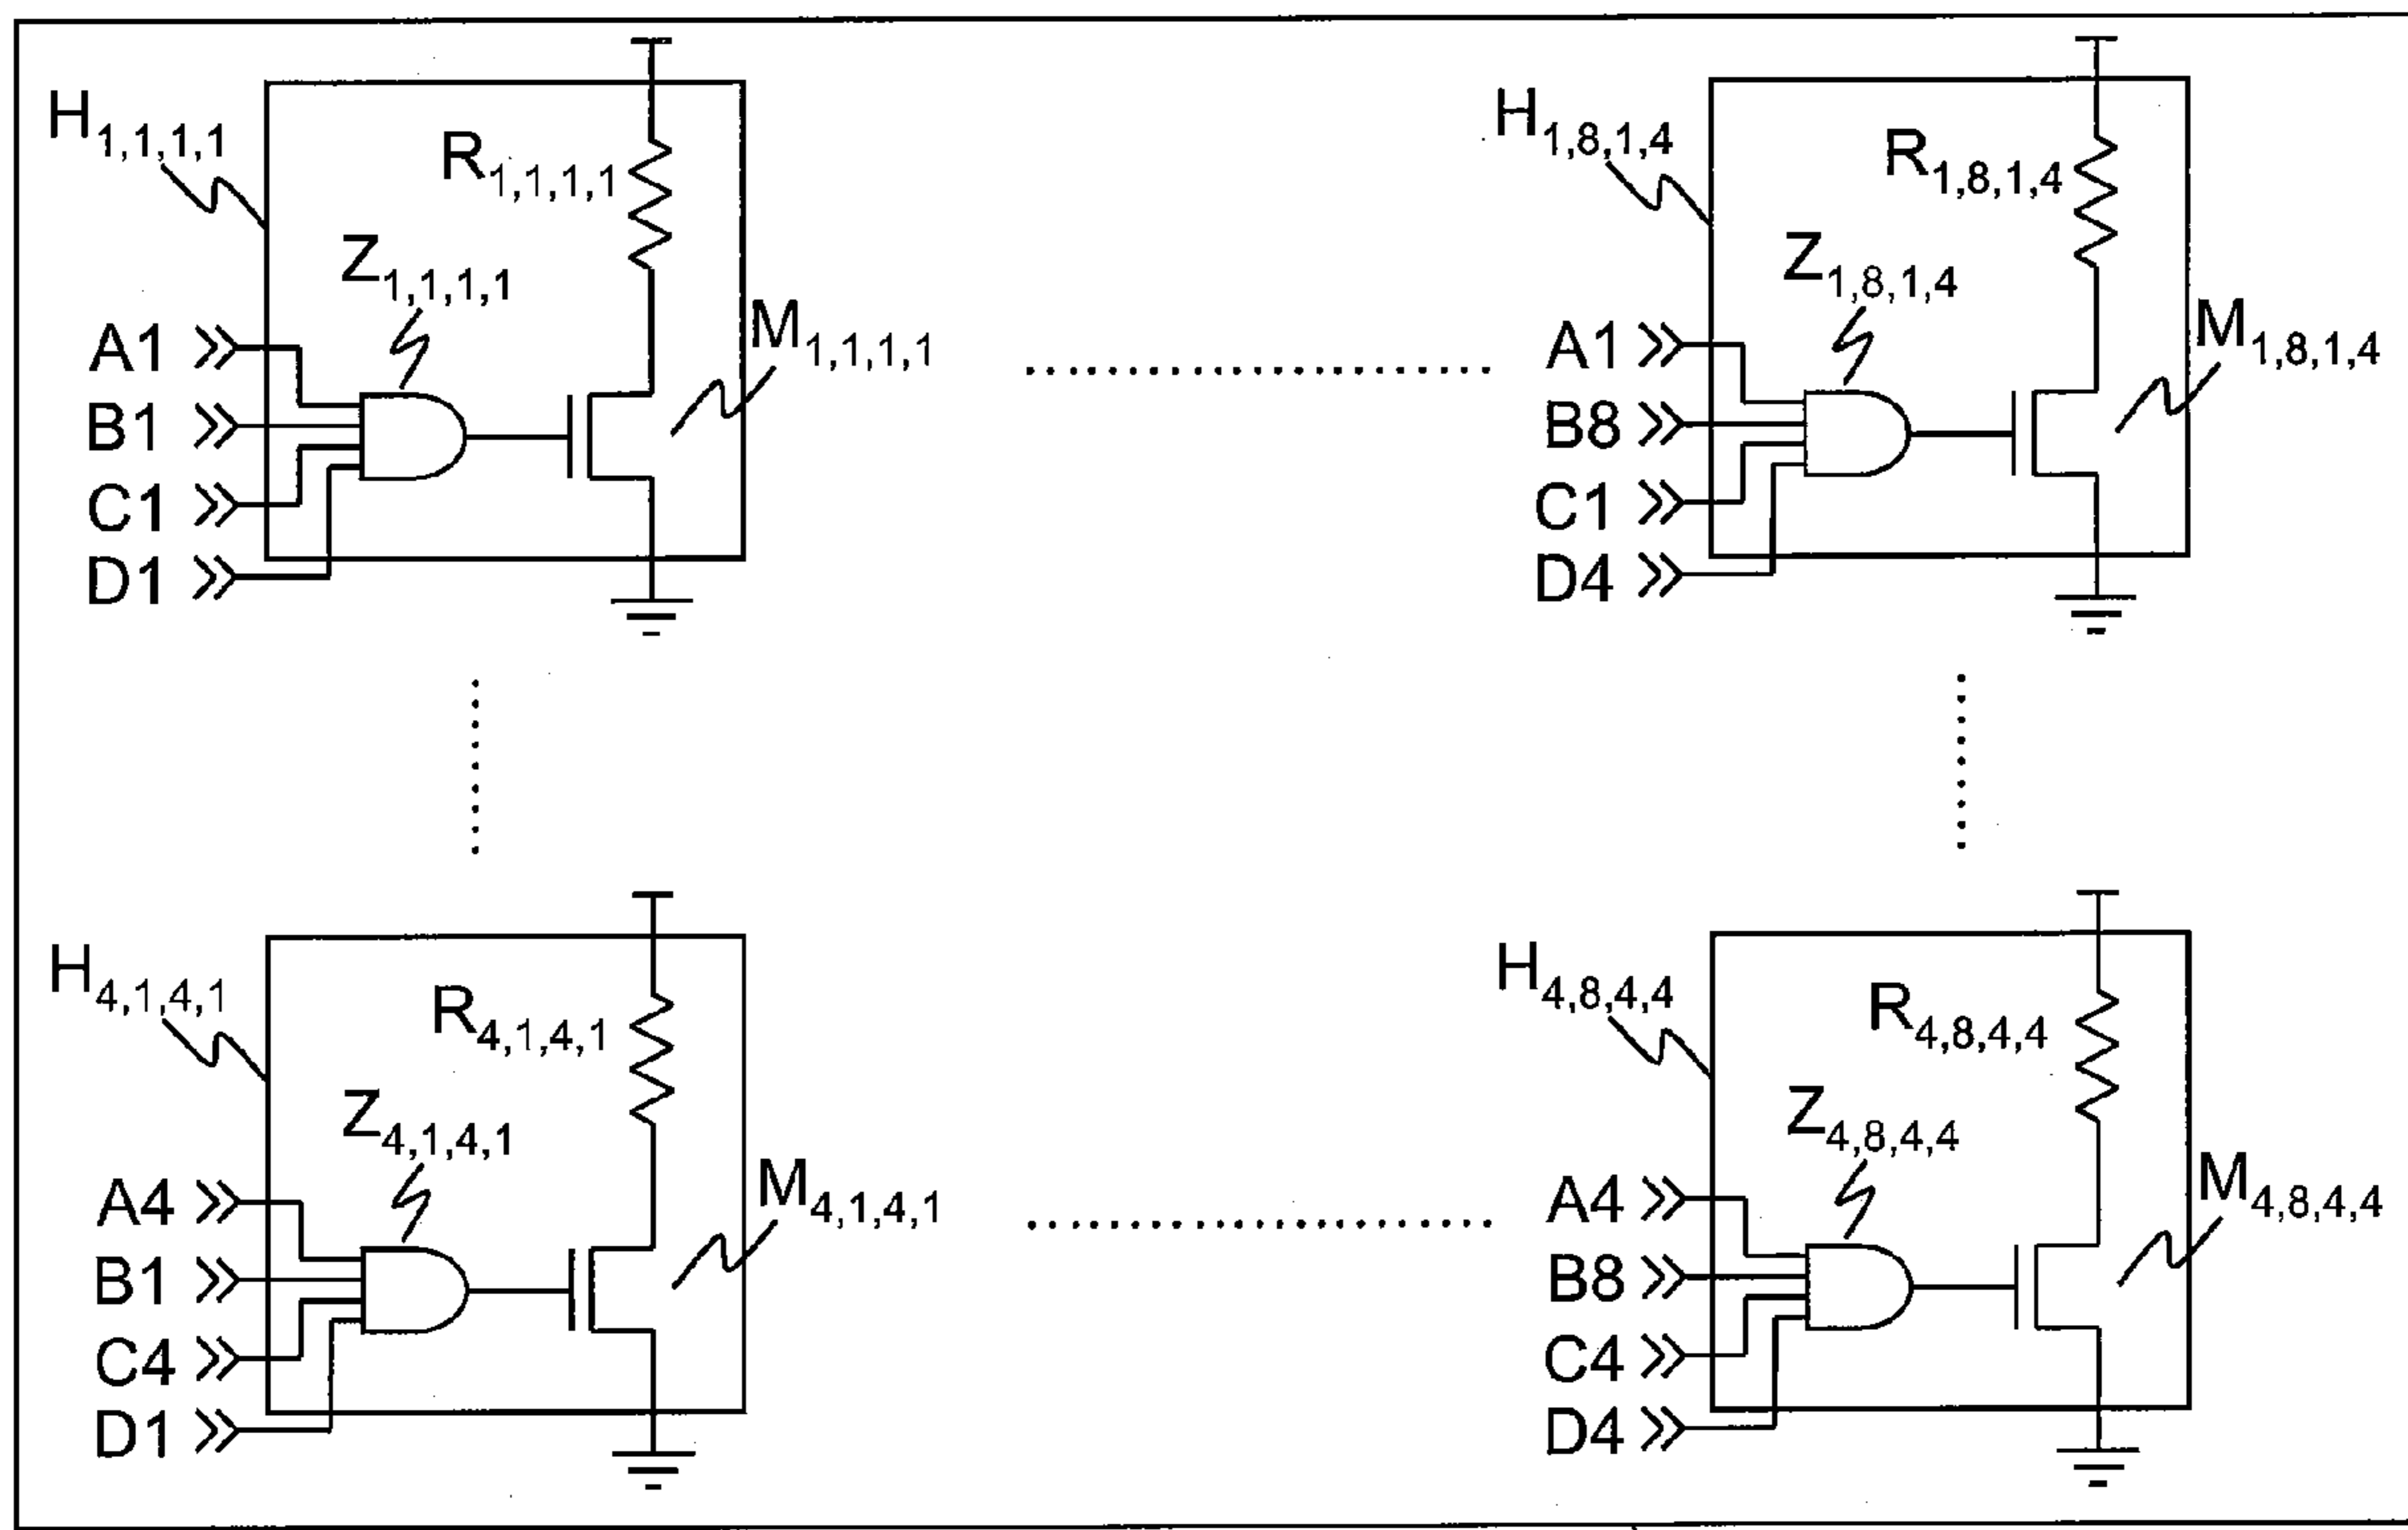 H1,1,1,1
R1,1,1,1
Z1,1,1,1
M1,1,1,1
A1
B1
C1
D1
H1,8,1,4
R1,8,1,4
Z1,8,1,4
M1,8,1,4
A1
B8
C1
D4
H4,1,4,1
R4,1,4,1
Z4,1,4,1
M4,1,4,1
A4
B1
C4
D1
H4,8,4,4
R4,8,4,4
Z4,8,4,4
M4,8,4,4
A4
B8
C4
D4